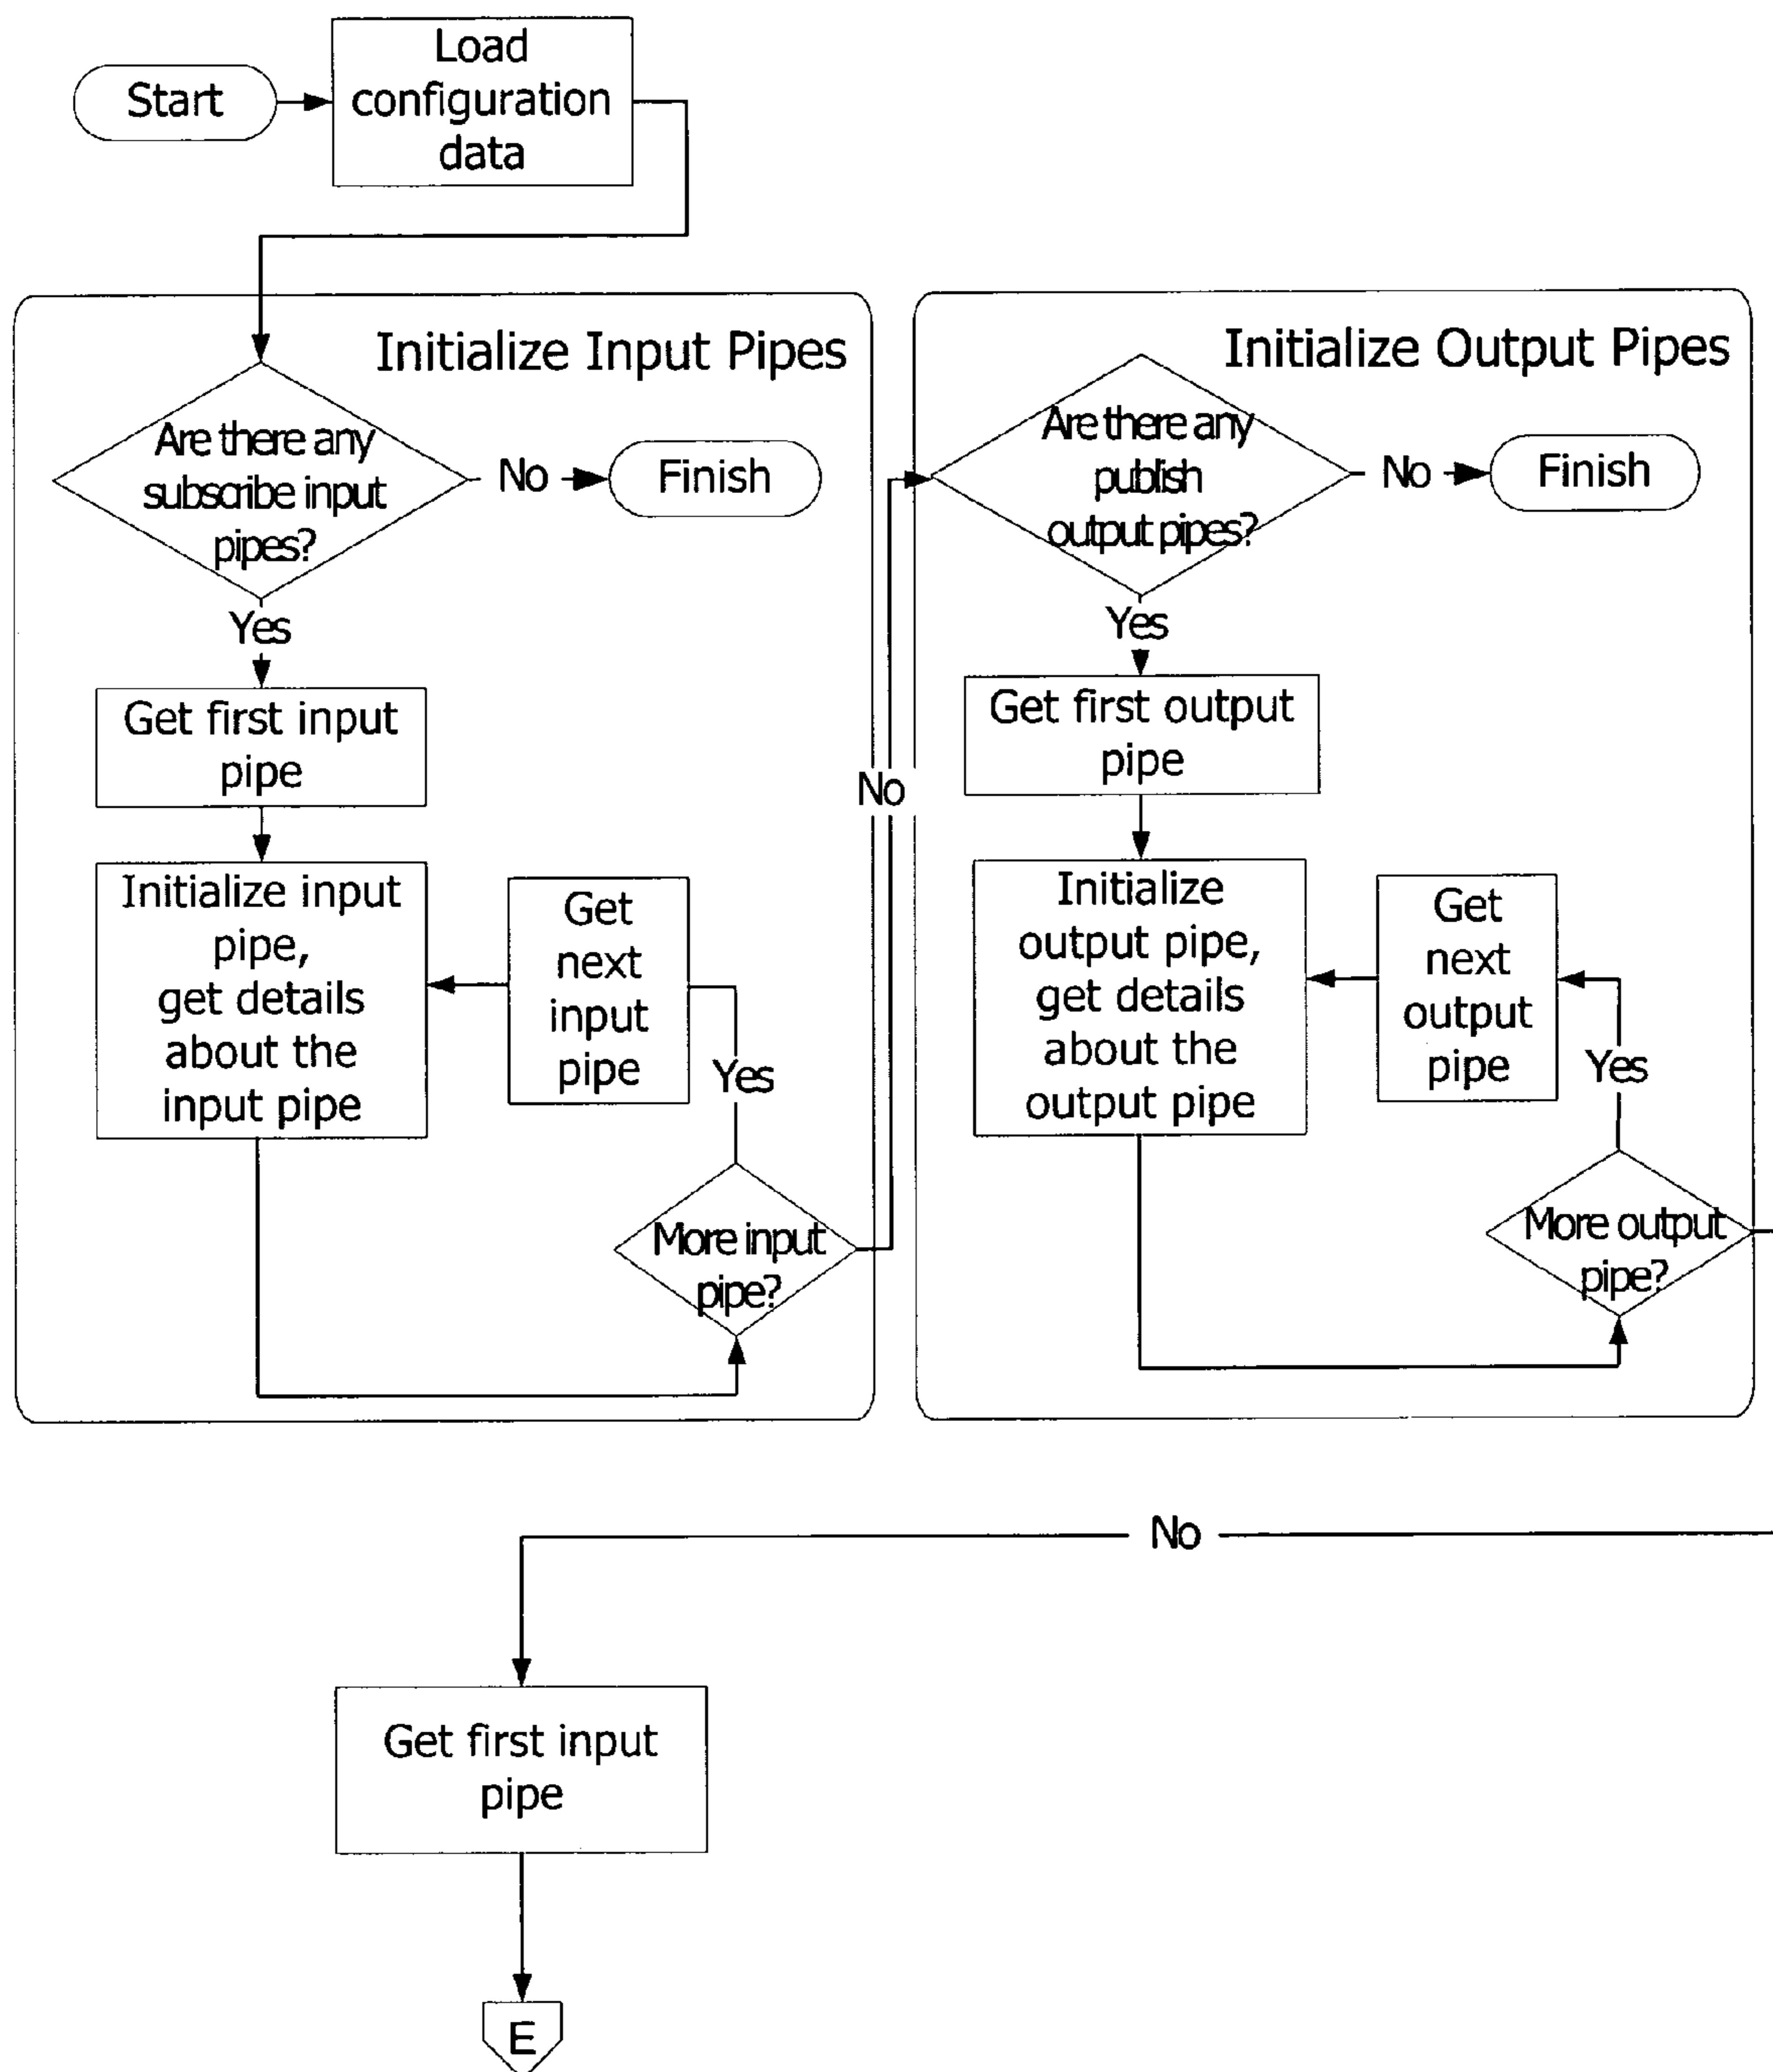 Start
Load
configuration
data
Initialize Input Pipes
Are there any
subscribe input
pipes?
No
Finish
Yes
Get first input
pipe
Initialize input
pipe,
get details
about the
input pipe
Get
next
input
pipe
Yes
More input
pipe?
No
Initialize Output Pipes
Are there any
publish
output pipes?
No
Finish
Yes
Get first output
pipe
Initialize
output pipe,
get details
about the
output pipe
Get
next
output
pipe
Yes
More output
pipe?
No
Get first input
pipe
E